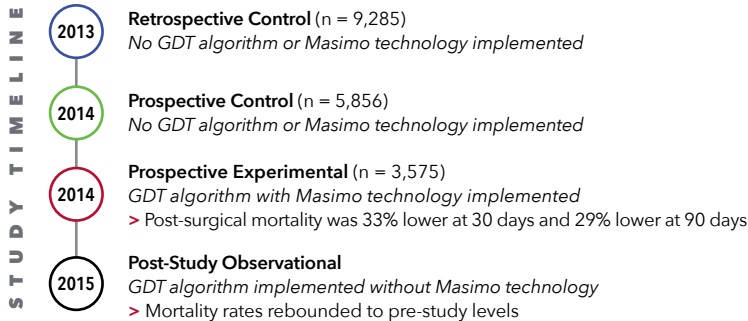 STUDY TIMELINE
2013
Retrospective Control (n = 9,285)
No GDT algorithm or Masimo technology implemented
2014
Prospective Control (n = 5,856)
No GDT algorithm or Masimo technology implemented
2014
Prospective Experimental (n = 3,575)
GDT algorithm with Masimo technology implemented
> Post-surgical mortality was 33% lower at 30 days and 29% lower at 90 days
2015
Post-Study Observational
GDT algorithm implemented without Masimo technology
> Mortality rates rebounded to pre-study levels